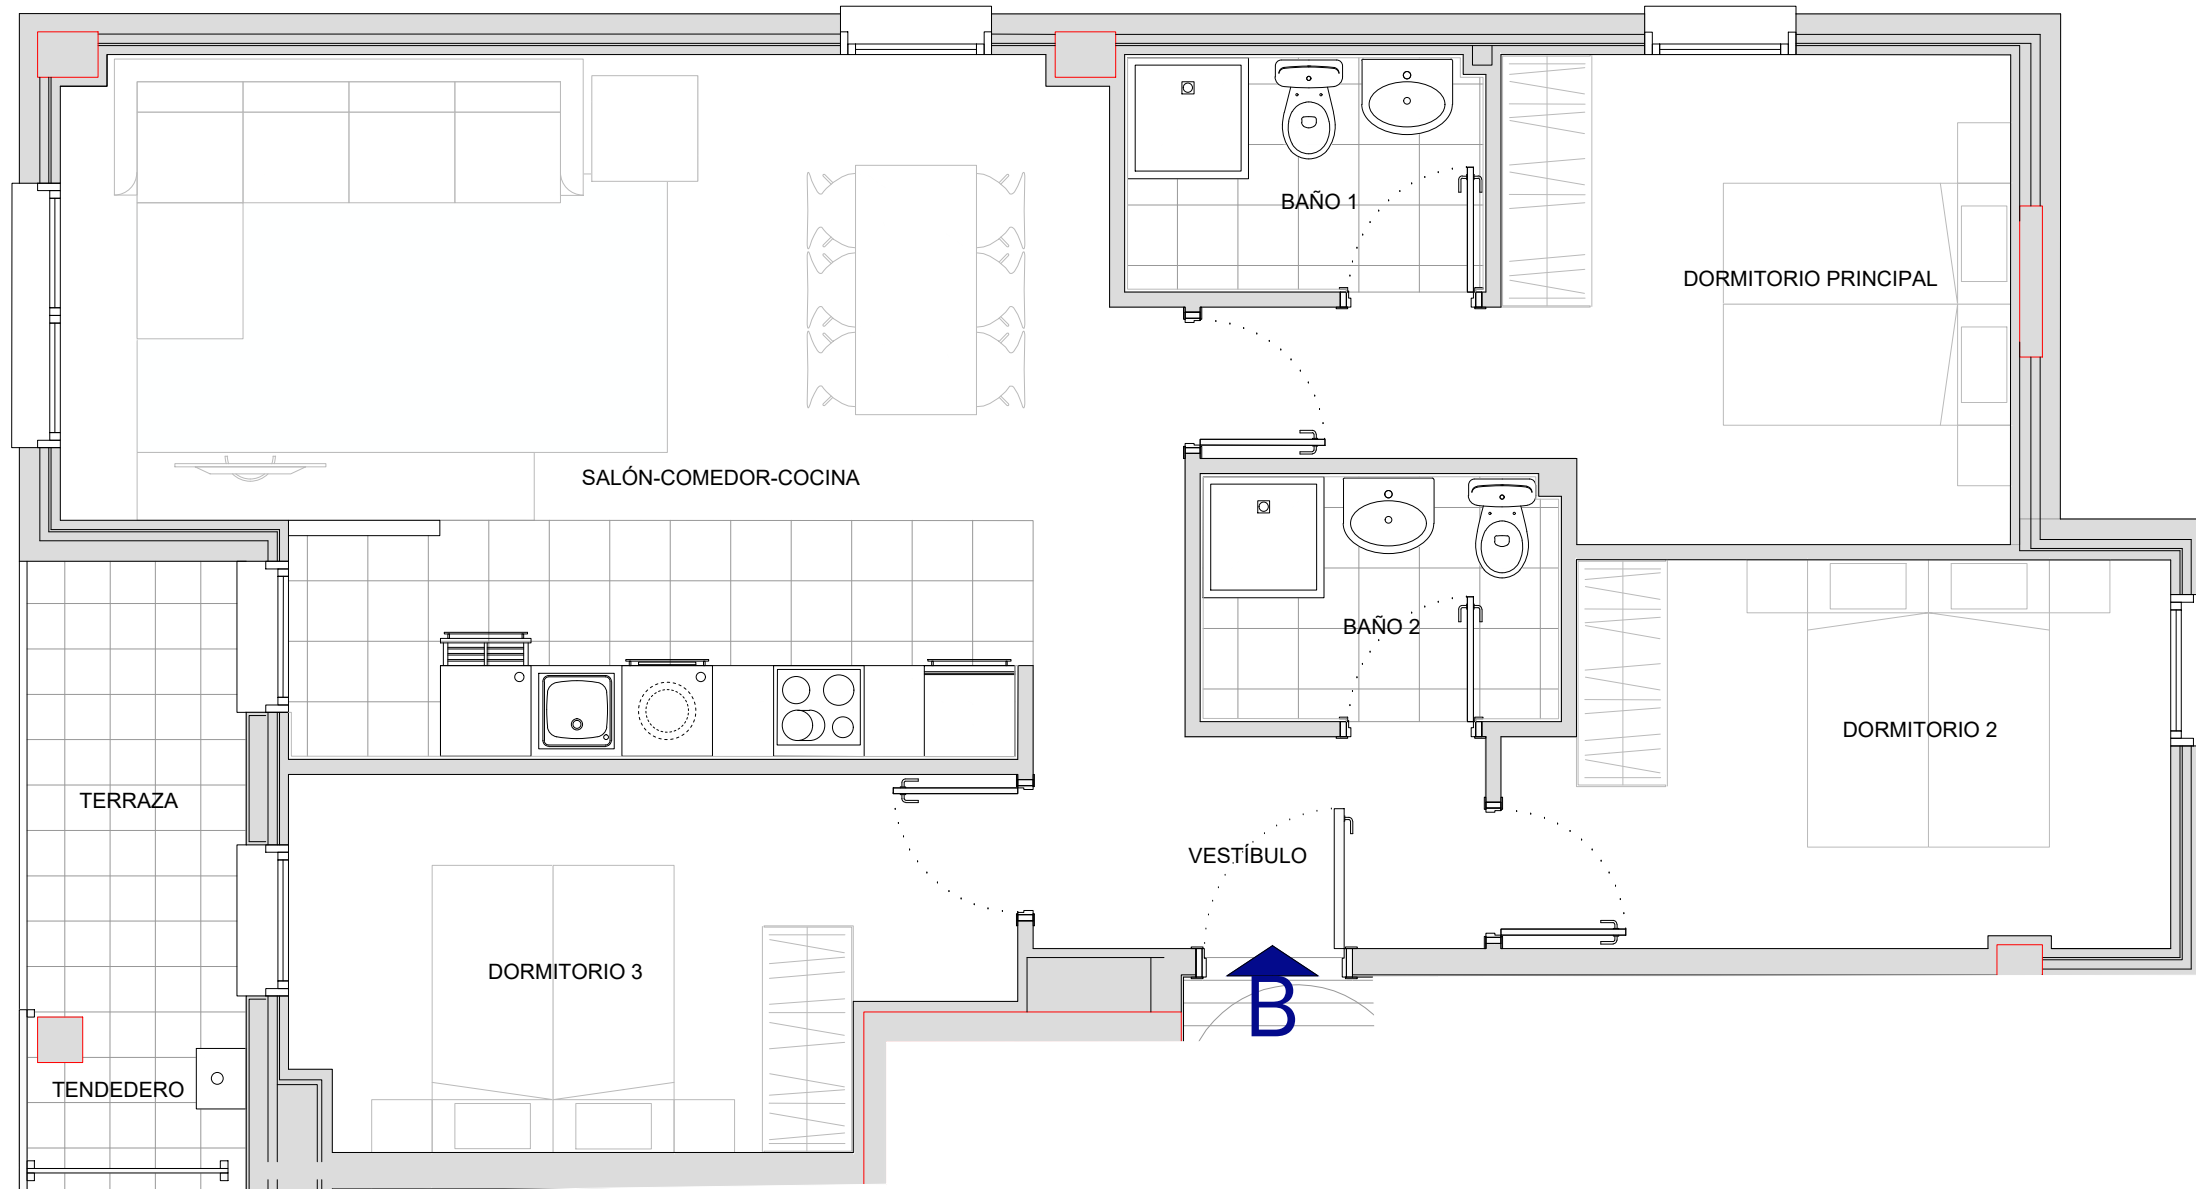 BAÑO 1
DORMITORIO PRINCIPAL
SALÓN-COMEDOR-COCINA
BAÑO 2
DORMITORIO 2
TERRAZA
VESTÍBULO
DORMITORIO 3
B
TENDEDERO